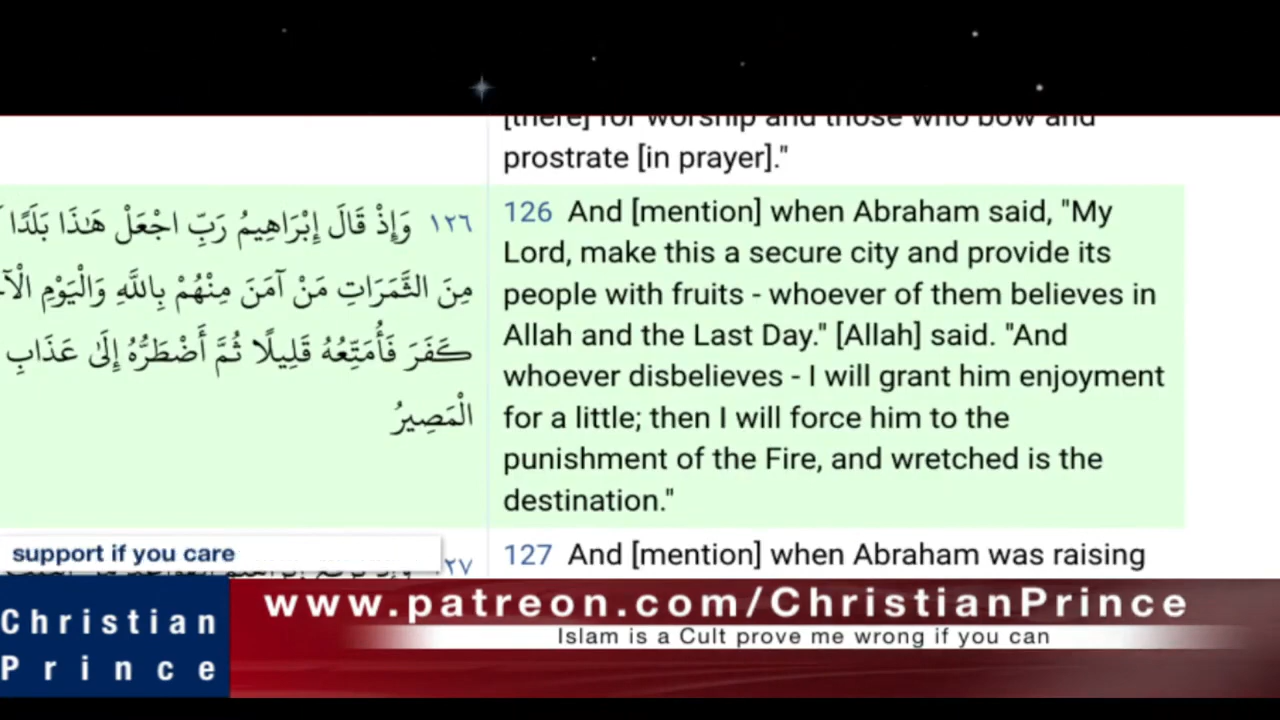 [there] for worship and those who bow and
prostrate [in prayer]."
١٢٦ وَإِذْ قَالَ إِبْرَاهِيمُ رَبِّ اجْعَلْ هَٰذَا بَلَدًا
مِنَ الثَّمَرَاتِ مَنْ آمَنَ مِنْهُمْ بِاللَّهِ وَالْيَوْمِ
كَفَرَ فَأُمَتِّعُهُ قَلِيلًا ثُمَّ أَضْطَرُّهُ إِلَىٰ عَذَابِ
الْمَصِيرُ
126 And [mention] when Abraham said, "My
Lord, make this a secure city and provide its
people with fruits - whoever of them believes in
Allah and the Last Day." [Allah] said. "And
whoever disbelieves - I will grant him enjoyment
for a little; then I will force him to the
punishment of the Fire, and wretched is the
destination."
127 And [mention] when Abraham was raising
support if you care
Christian
Prince
www.patreon.com/ChristianPrince
Islam is a Cult prove me wrong if you can